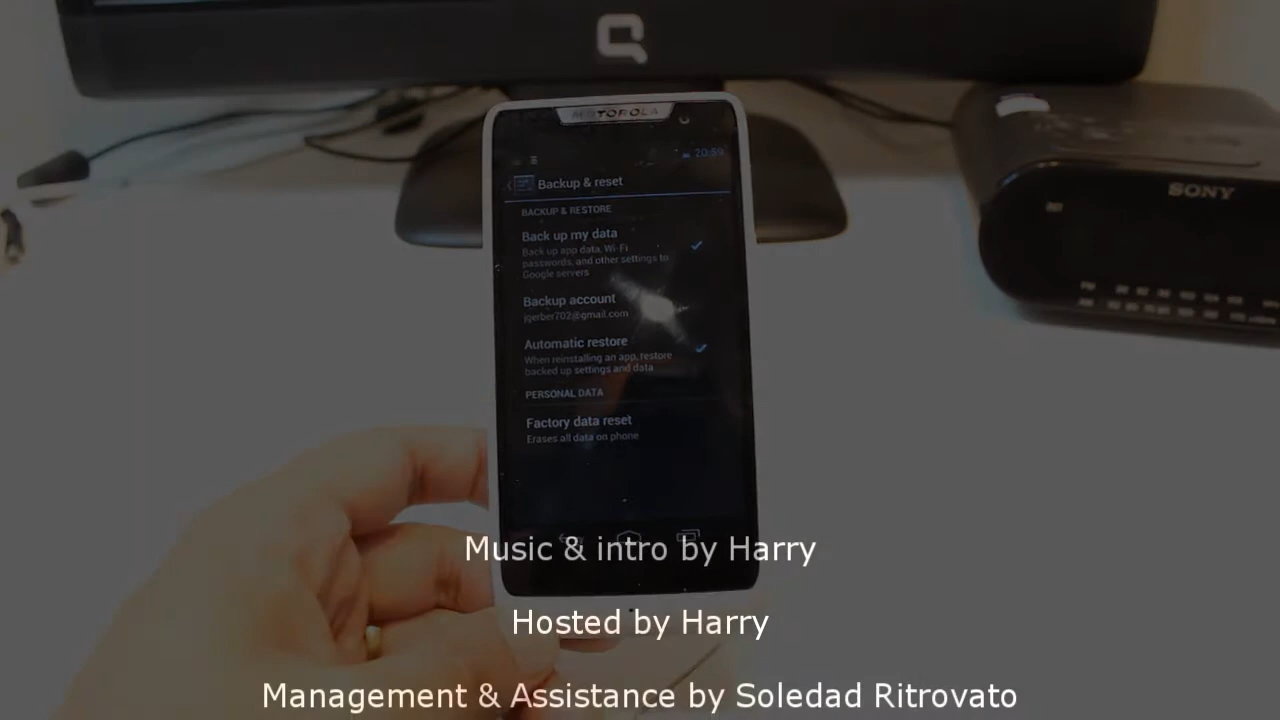 MOTOROLA
20:59
Backup & reset
SONY
BACKUP & RESTORE
Back up my data
Back up app data, Wi-Fi
passwords, and other settings to
Google servers
Backup account
jgerber702@gmail.com
Automatic restore
When reinstalling an app, restore
backed up settings and data
PERSONAL DATA
Factory data reset
Erases all data on phone
Music & intro by Harry
Hosted by Harry
Management & Assistance by Soledad Ritrovato